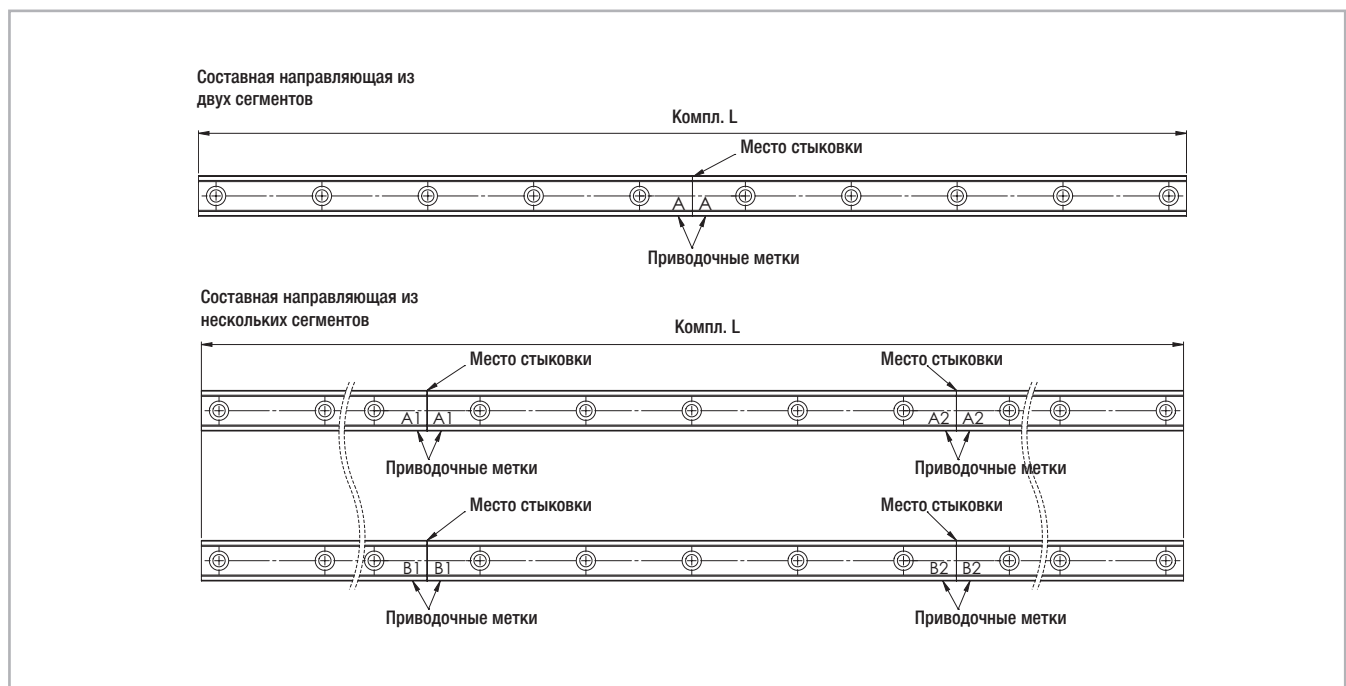 Составная направляющая из
двух сегментов
Компл. L
Место стыковки
A A
Приводочные метки
Составная направляющая из
нескольких сегментов
Компл. L
Место стыковки Место стыковки
A1 A1 A2 A2
Приводочные метки Приводочные метки
Место стыковки Место стыковки
B1 B1 B2 B2
Приводочные метки Приводочные метки